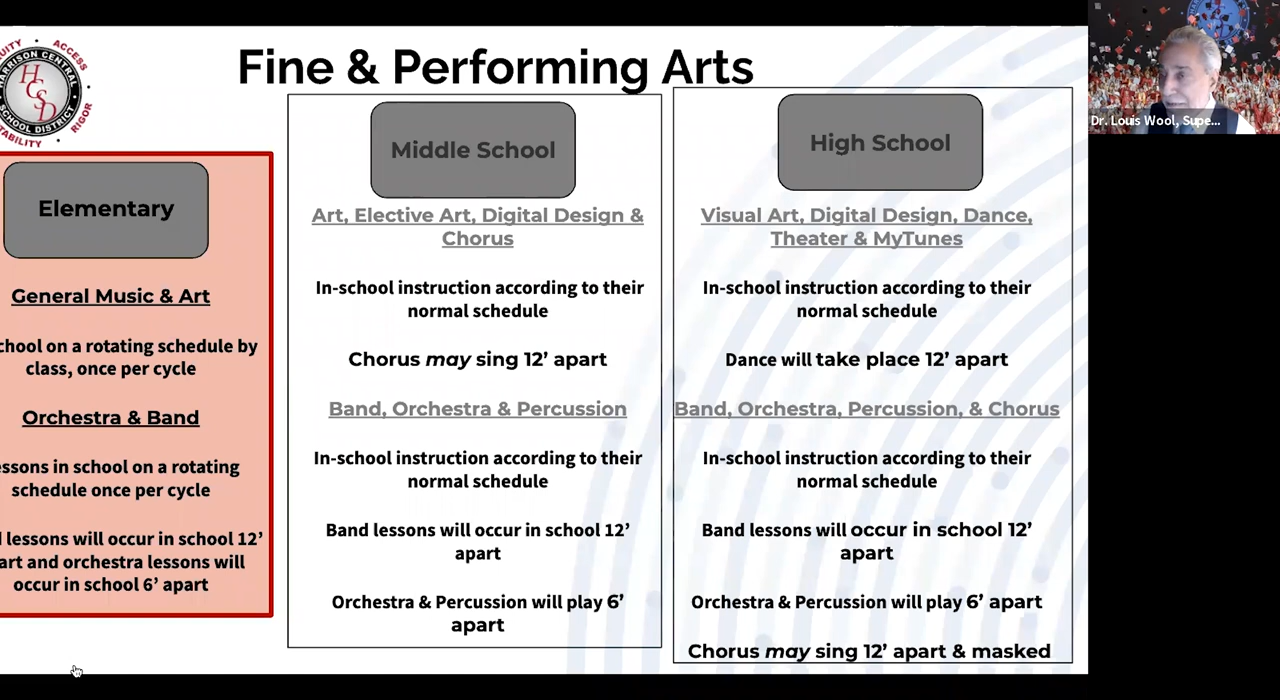 Fine & Performing Arts
ACCESS
HARRISON CENTRAL
SCHOOL DISTRICT
HCSD
RIGOR
Elementary
General Music & Art
school on a rotating schedule by
class, once per cycle
Orchestra & Band
schedule once per cycle
in school on a rotating
lessons will occur in school 12’
and orchestra lessons will
occur in school 6’ apart
Middle School
Art, Elective Art, Digital Design &
Chorus
In-school instruction according to their
normal schedule
Chorus may sing 12’ apart
Band, Orchestra & Percussion
In-school instruction according to their
normal schedule
Band lessons will occur in school 12’
apart
Orchestra & Percussion will play 6’
apart
High School
Visual Art, Digital Design, Dance,
Theater & MyTunes
In-school instruction according to their
normal schedule
Dance will take place 12’ apart
Band, Orchestra, Percussion, & Chorus
In-school instruction according to their
normal schedule
Band lessons will occur in school 12’
apart
Orchestra & Percussion will play 6’ apart
Chorus may sing 12’ apart & masked
Dr. Louis Wool, Supe...